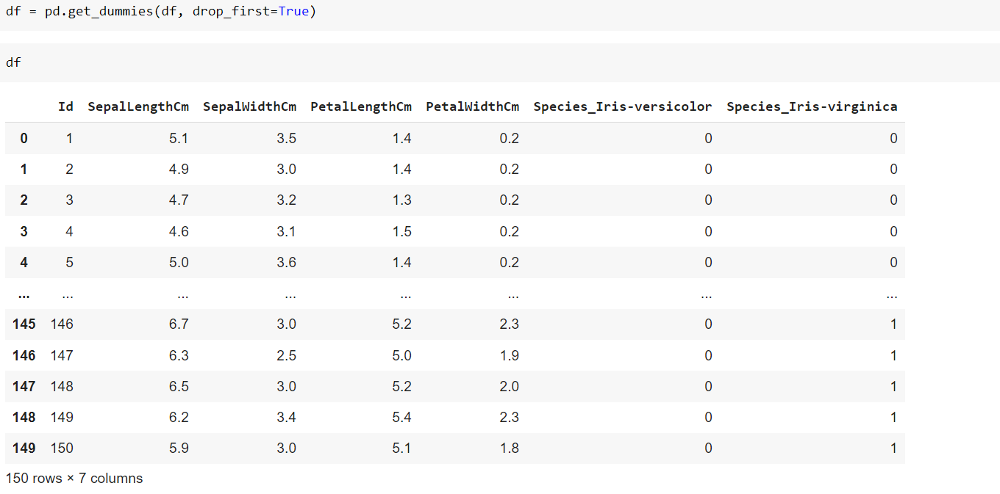 df = pd.get_dummies(df, drop_first=True)
df
Id SepalLengthCm SepalWidthCm PetalLengthCm PetalWidthCm Species_Iris-versicolor Species_Iris-virginica
0 1 5.1 3.5 1.4 0.2 0 0
1 2 4.9 3.0 1.4 0.2 0 0
2 3 4.7 3.2 1.3 0.2 0 0
3 4 4.6 3.1 1.5 0.2 0 0
4 5 5.0 3.6 1.4 0.2 0 0
... ... ... ... ... ... ... ...
145 146 6.7 3.0 5.2 2.3 0 1
146 147 6.3 2.5 5.0 1.9 0 1
147 148 6.5 3.0 5.2 2.0 0 1
148 149 6.2 3.4 5.4 2.3 0 1
149 150 5.9 3.0 5.1 1.8 0 1
150 rows × 7 columns